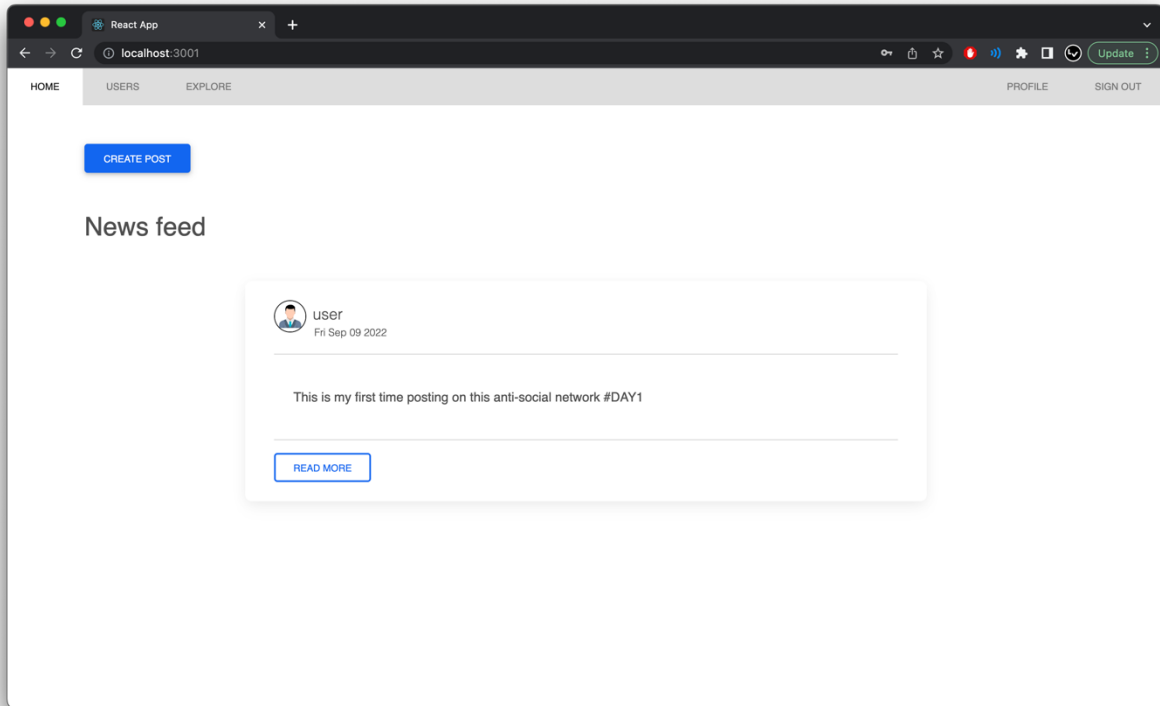 React App
localhost:3001
Update
HOME USERS EXPLORE PROFILE SIGN OUT
CREATE POST
News feed
user
Fri Sep 09 2022
This is my first time posting on this anti-social network #DAY1
READ MORE